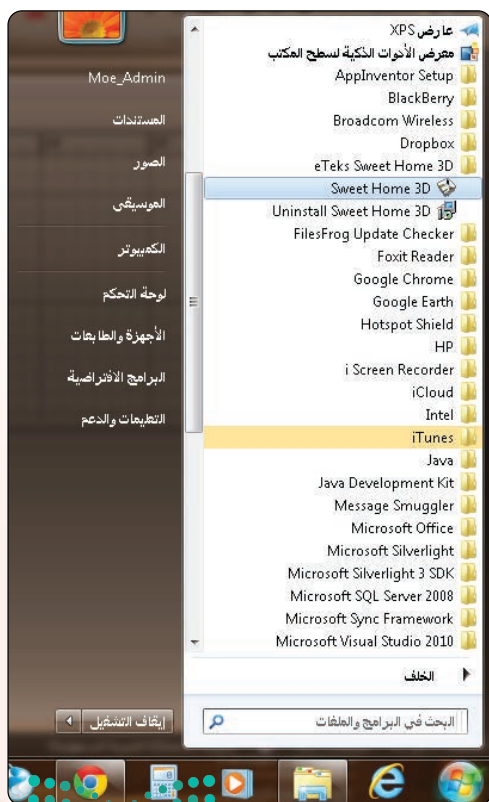 عارض XPS
معرض الأدوات الذكية لسطح المكتب
AppInventor Setup
BlackBerry
Broadcom Wireless
Dropbox
eTeks Sweet Home 3D
Sweet Home 3D
Uninstall Sweet Home 3D
FilesFrog Update Checker
Foxit Reader
Google Chrome
Google Earth
Hotspot Shield
HP
i Screen Recorder
iCloud
Intel
iTunes
Java
Java Development Kit
Message Smuggler
Microsoft Office
Microsoft Silverlight
Microsoft Silverlight 3 SDK
Microsoft SQL Server 2008
Microsoft Sync Framework
Microsoft Visual Studio 2010
الخلف
البحث في البرامج والملفات
Moe_Admin
المستندات
الصور
الموسيقى
الكمبيوتر
لوحة التحكم
الأجهزة والطابعات
البرامج الافتراضية
التعليمات والدعم
إيقاف التشغيل